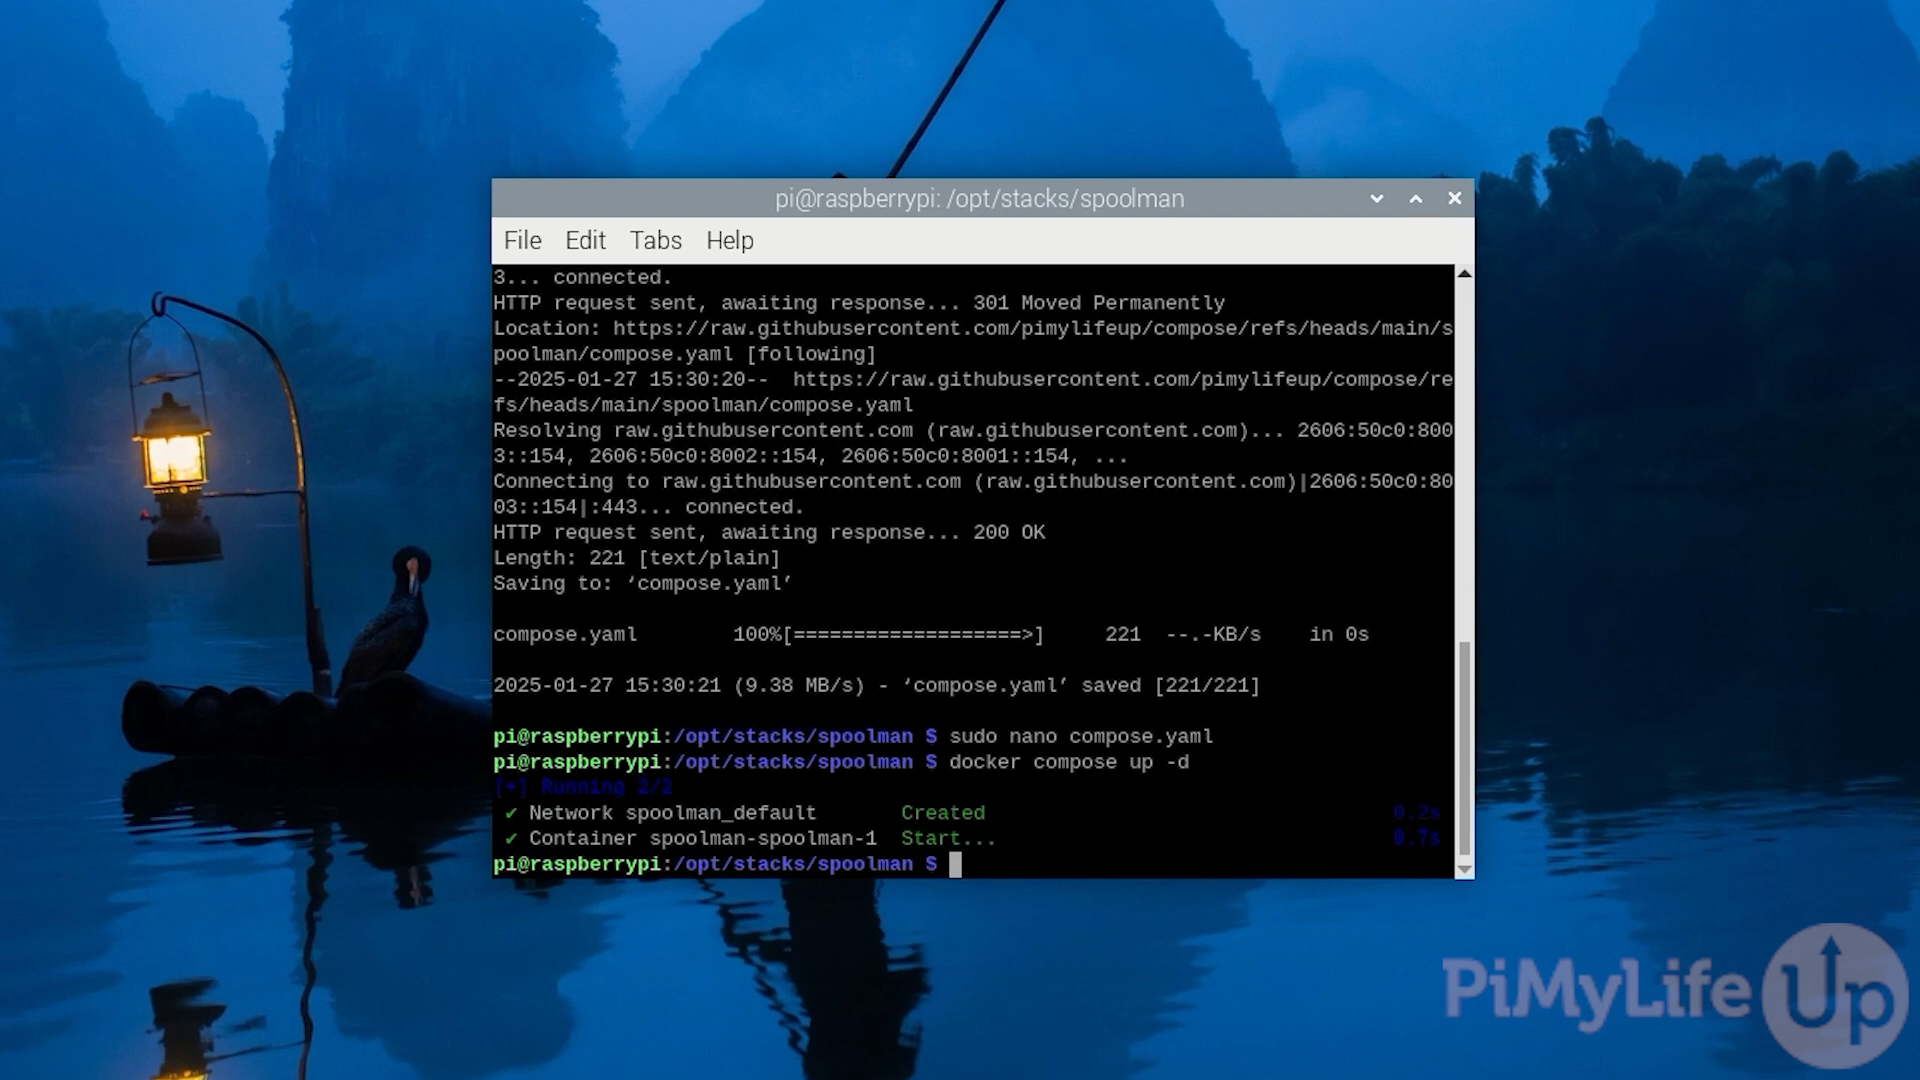 pi@raspberrypi: /opt/stacks/spoolman
File Edit Tabs Help
3... connected.
HTTP request sent, awaiting response... 301 Moved Permanently
Location: https://raw.githubusercontent.com/pimylifeup/compose/refs/heads/main/s
poolman/compose.yaml [following]
--2025-01-27 15:30:20--  https://raw.githubusercontent.com/pimylifeup/compose/re
fs/heads/main/spoolman/compose.yaml
Resolving raw.githubusercontent.com (raw.githubusercontent.com)... 2606:50c0:800
3::154, 2606:50c0:8002::154, 2606:50c0:8001::154, ...
Connecting to raw.githubusercontent.com (raw.githubusercontent.com)|2606:50c0:80
03::154|:443... connected.
HTTP request sent, awaiting response... 200 OK
Length: 221 [text/plain]
Saving to: ‘compose.yaml’
compose.yaml        100%[===================>]     221  --.-KB/s    in 0s
2025-01-27 15:30:21 (9.38 MB/s) - ‘compose.yaml’ saved [221/221]
pi@raspberrypi:/opt/stacks/spoolman $ sudo nano compose.yaml
pi@raspberrypi:/opt/stacks/spoolman $ docker compose up -d
[+] Running 2/2
✔ Network spoolman_default       Created       0.2s
✔ Container spoolman-spoolman-1  Start...      0.7s
pi@raspberrypi:/opt/stacks/spoolman $
PiMyLifeUp